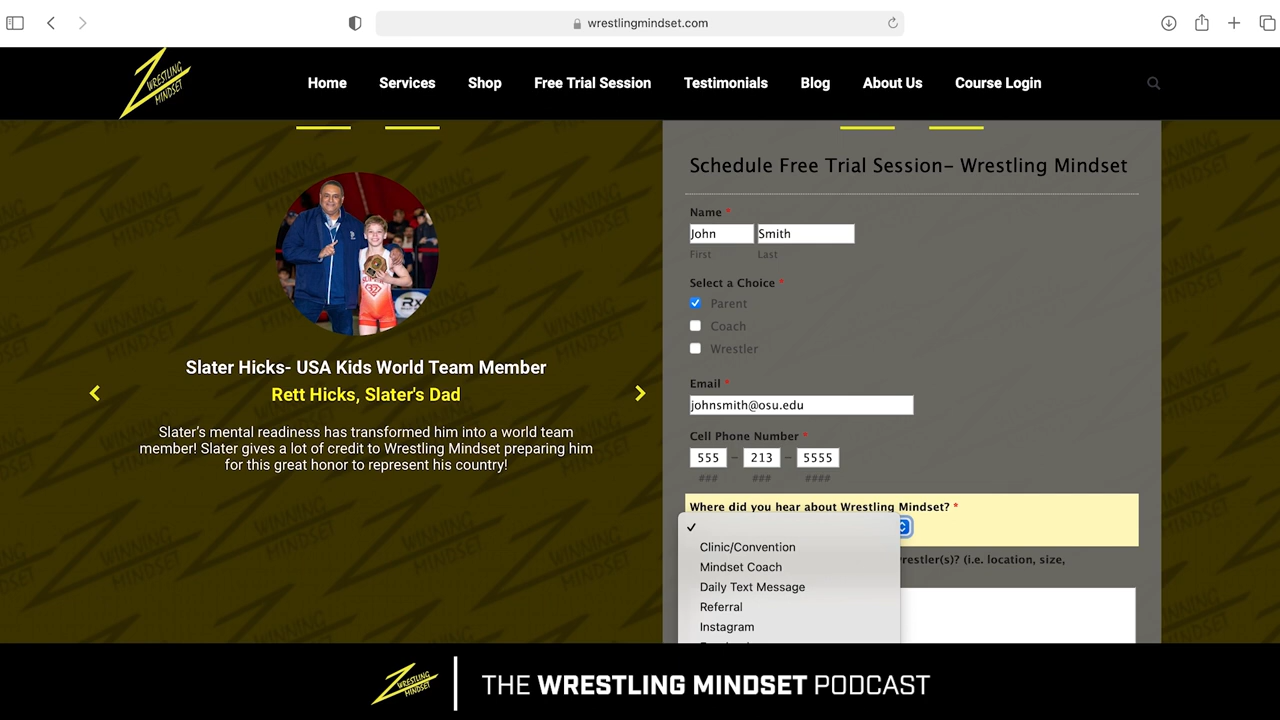 wrestlingmindset.com
WRESTLING
MINDSET
Home Services Shop Free Trial Session Testimonials Blog About Us Course Login
Slater Hicks- USA Kids World Team Member
Rett Hicks, Slater's Dad
Slater's mental readiness has transformed him into a world team
member! Slater gives a lot of credit to Wrestling Mindset preparing him
for this great honor to represent his country!
Schedule Free Trial Session- Wrestling Mindset
Name *
John Smith
First Last
Select a Choice *
Parent
Coach
Wrestler
Email *
johnsmith@osu.edu
Cell Phone Number *
555 - 213 - 5555
### ### ####
Where did you hear about Wrestling Mindset? *
(i.e. location, size,
Clinic/Convention
Mindset Coach
Daily Text Message
Referral
Instagram
WRESTLING
MINDSET
THE WRESTLING MINDSET PODCAST